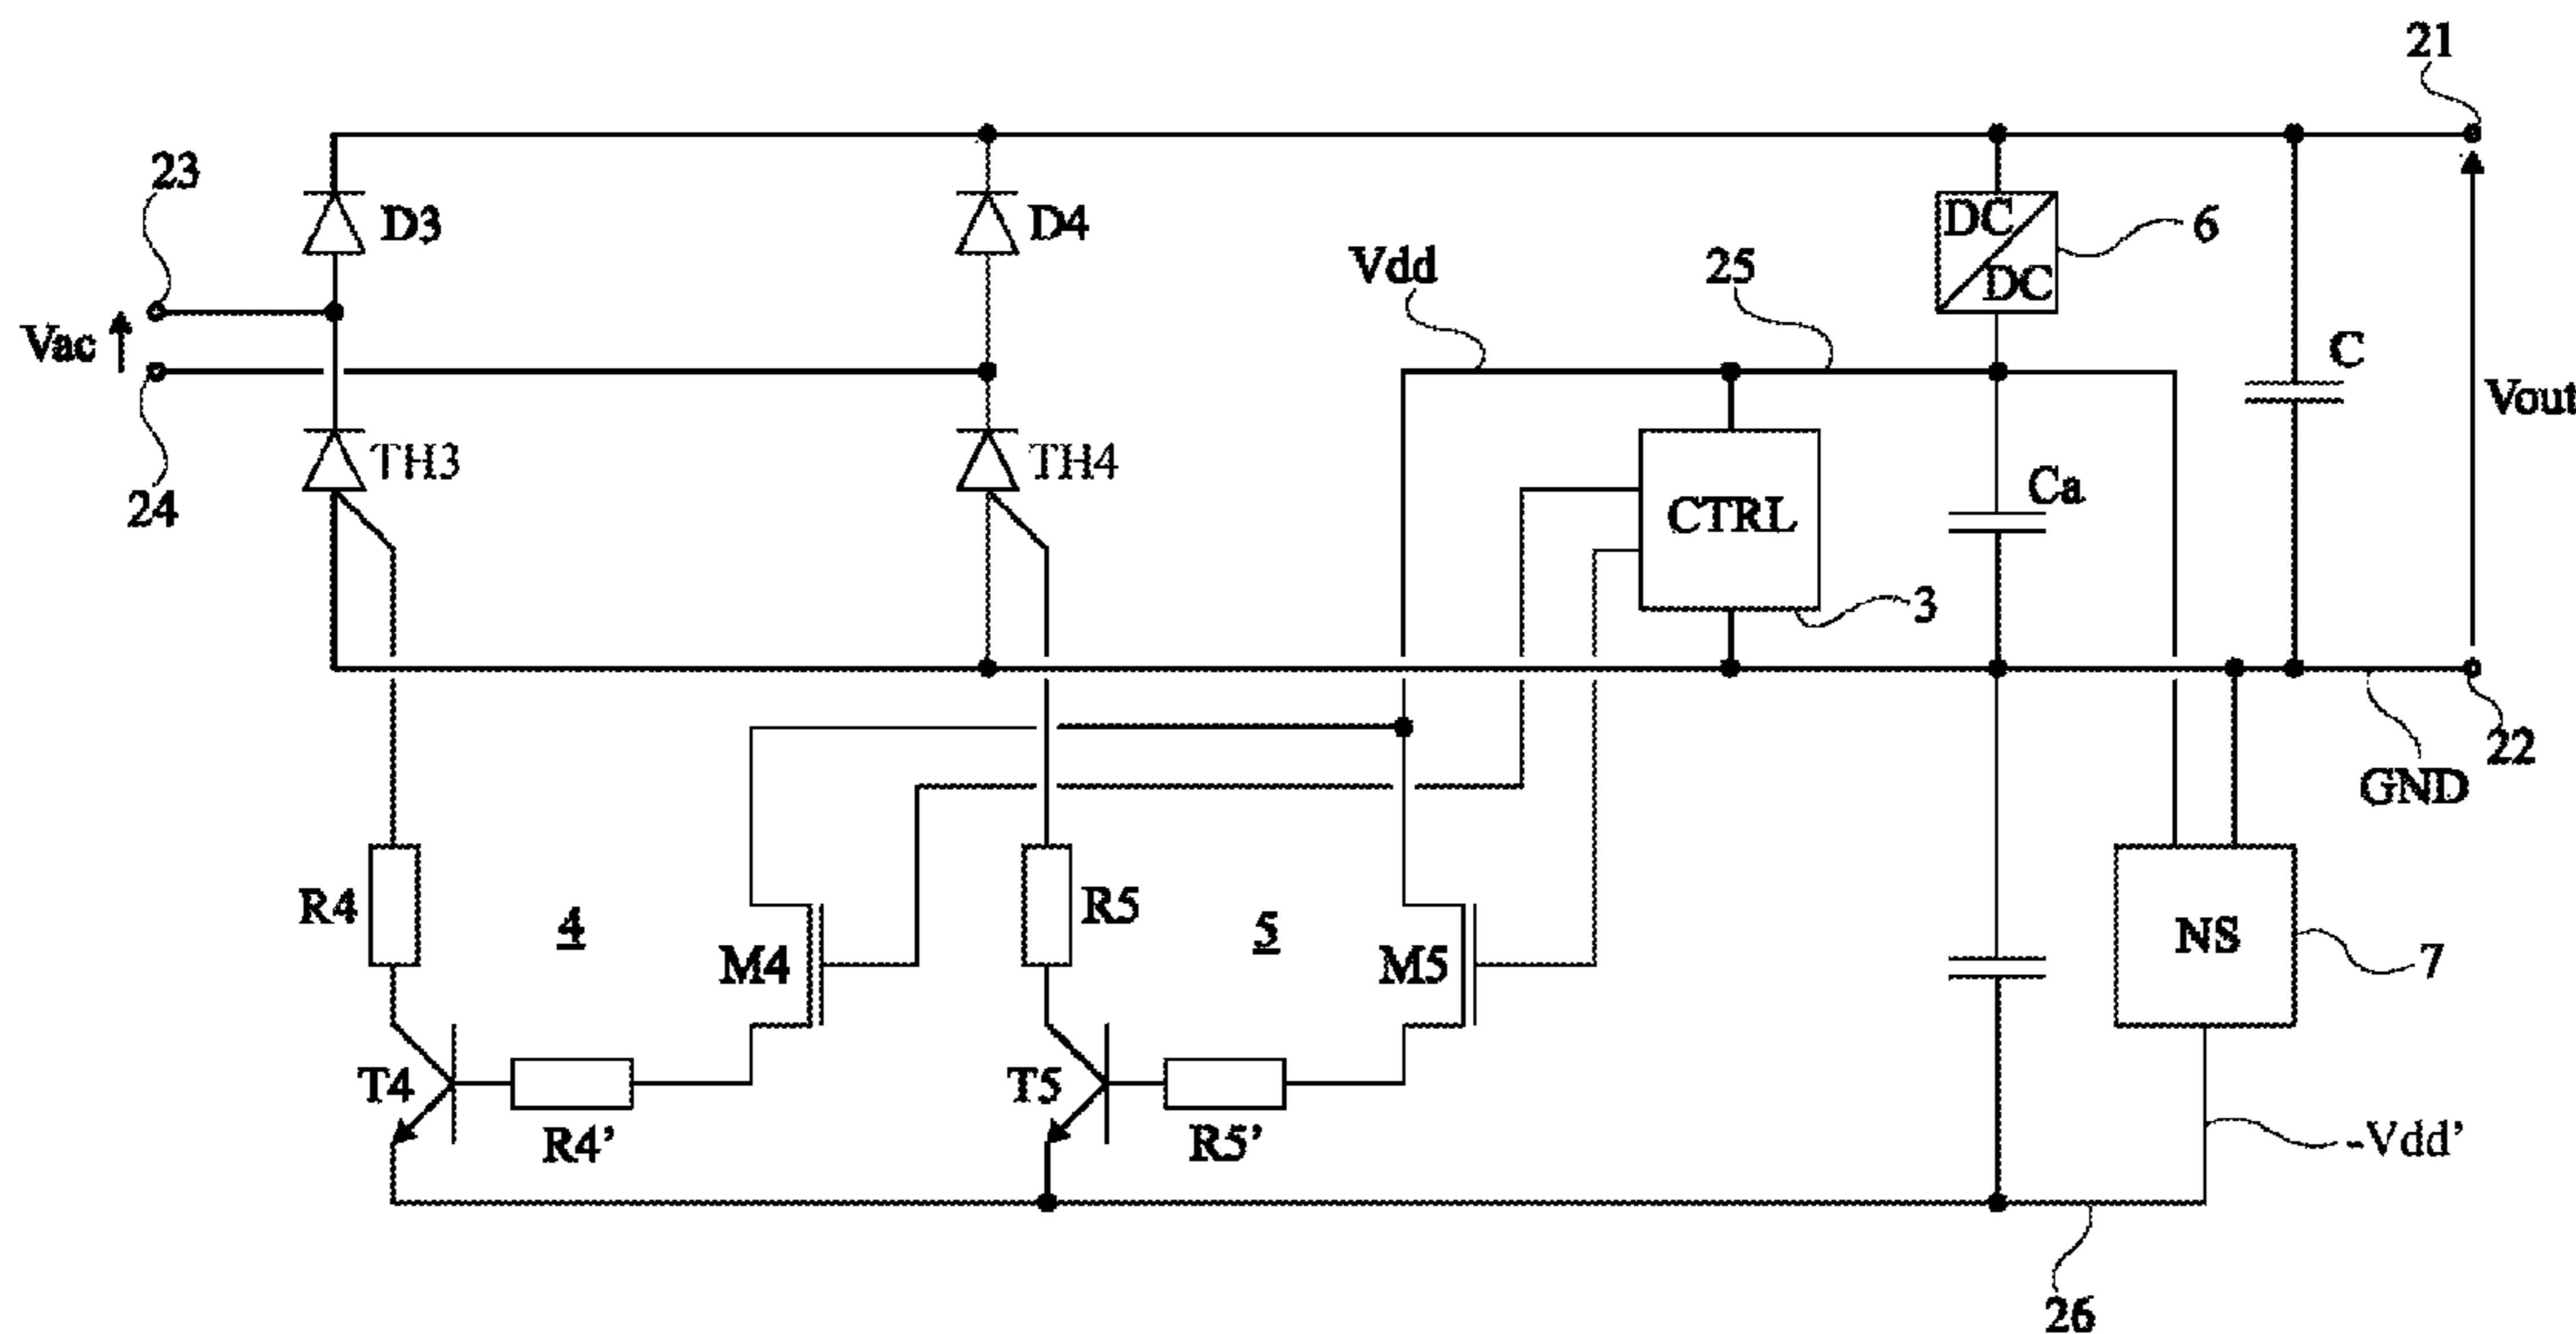 21
23
D3
D4
DC
DC
6
Vdd
25
Vac
C
Vout
TH3
TH4
24
Ca
CTRL
3
22
GND
R4
4
M4
R5
5
M5
NS
7
T4
R4’
T5
R5’
-Vdd’
26